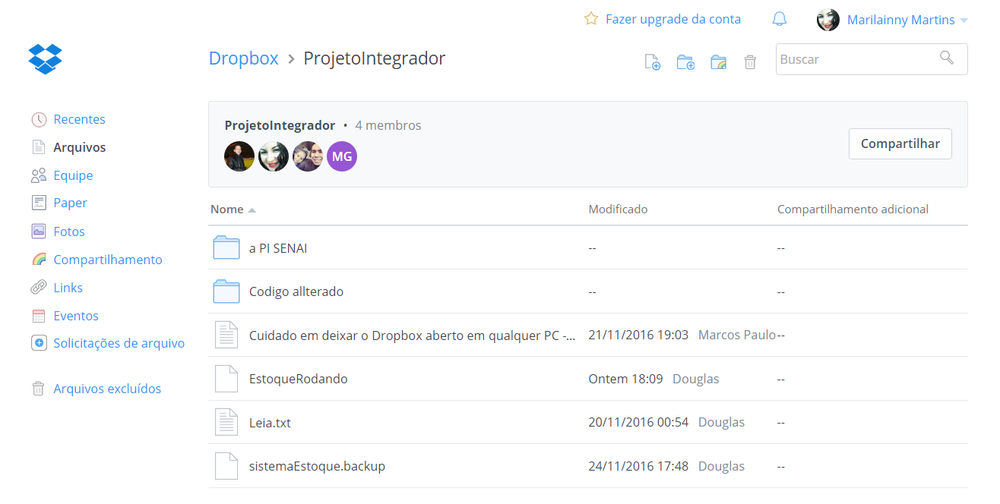 Fazer upgrade da conta
Marilainny Martins
Dropbox › ProjetoIntegrador
Buscar
Recentes
Arquivos
Equipe
Paper
Fotos
Compartilhamento
Links
Eventos
Solicitações de arquivo
Arquivos excluídos
ProjetoIntegrador • 4 membros
MG
Compartilhar
Nome Modificado Compartilhamento adicional
a PI SENAI -- --
Codigo allterado -- --
Cuidado em deixar o Dropbox aberto em qualquer PC -... 21/11/2016 19:03 Marcos Paulo --
EstoqueRodando Ontem 18:09 Douglas --
Leia.txt 20/11/2016 00:54 Douglas --
sistemaEstoque.backup 24/11/2016 17:48 Douglas --